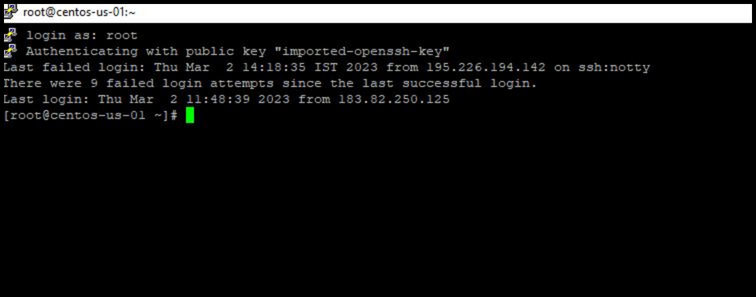 root@centos-us-01:~
login as: root
Authenticating with public key "imported-openssh-key"
Last failed login: Thu Mar  2 14:18:35 IST 2023 from 195.226.194.142 on ssh:notty
There were 9 failed login attempts since the last successful login.
Last login: Thu Mar  2 11:48:39 2023 from 183.82.250.125
[root@centos-us-01 ~]#